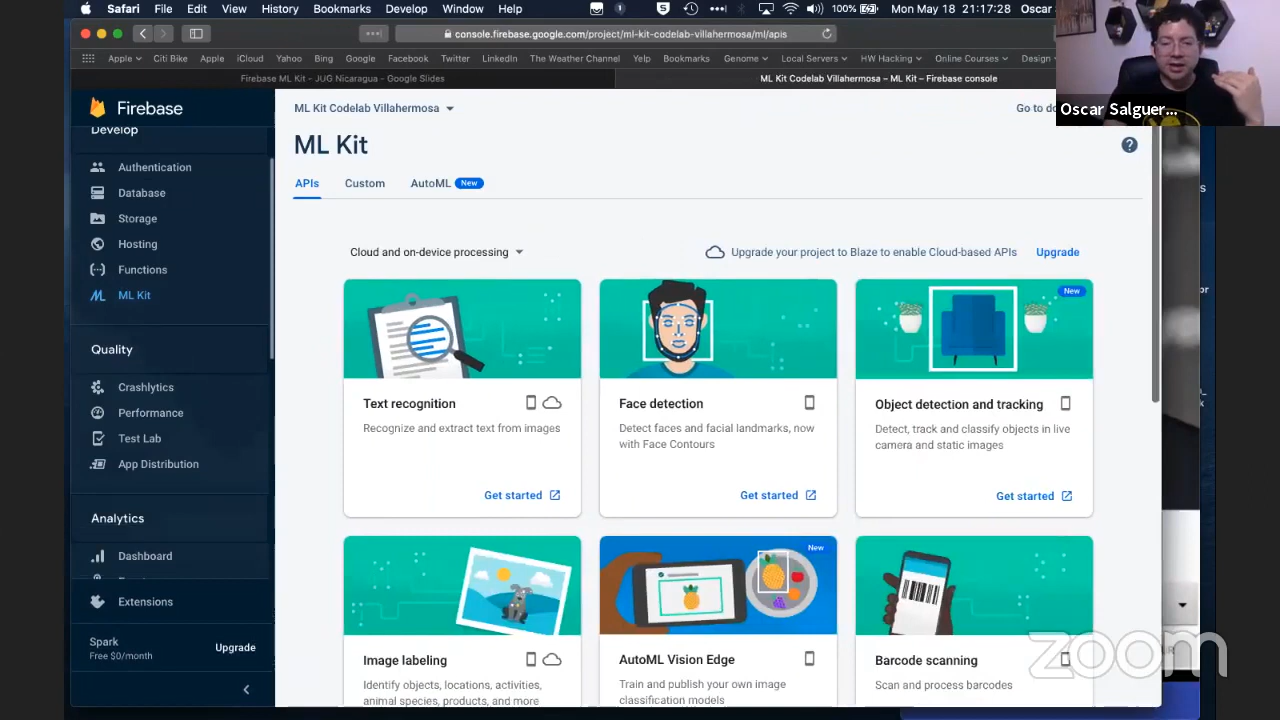 Safari File Edit View History Bookmarks Develop Window Help 100% Mon May 18 21:17:28 Oscar
console.firebase.google.com/project/ml-kit-codelab-villahermosa/ml/apis
Apple Citi Bike Apple iCloud Yahoo Bing Google Facebook Twitter LinkedIn The Weather Channel Yelp Bookmarks Genome Local Servers HW Hacking Online Courses Design
Firebase ML Kit - JUG Nicaragua - Google Slides
ML Kit Codelab Villahermosa – ML Kit – Firebase console
Oscar Salguer...
Firebase
Develop
Authentication
Database
Storage
Hosting
Functions
ML Kit
Quality
Crashlytics
Performance
Test Lab
App Distribution
Analytics
Dashboard
Extensions
Spark
Free $0/month
Upgrade
ML Kit Codelab Villahermosa
Go to do
ML Kit
APIs Custom AutoML New
Cloud and on-device processing
Upgrade your project to Blaze to enable Cloud-based APIs Upgrade
Text recognition
Recognize and extract text from images
Get started
Face detection
Detect faces and facial landmarks, now
with Face Contours
Get started
New
Object detection and tracking
Detect, track and classify objects in live
camera and static images
Get started
Image labeling
Identify objects, locations, activities,
animal species, products, and more
New
AutoML Vision Edge
Train and publish your own image
classification models
Barcode scanning
Scan and process barcodes
zoom